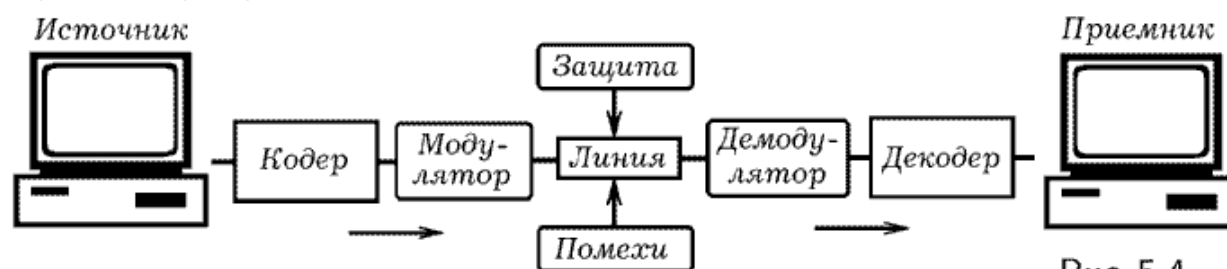 Источник
Приемник
Защита
Кодер
Моду-
лятор
Линия
Демоду-
лятор
Декодер
Помехи